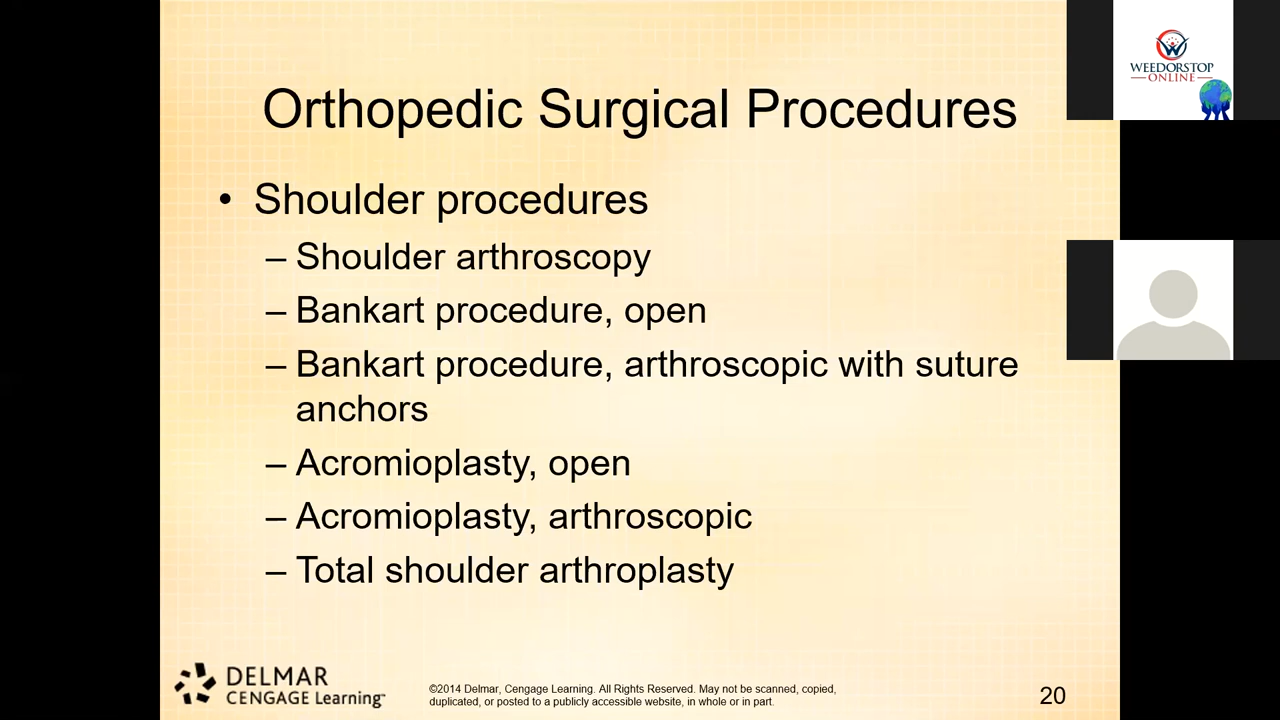 Orthopedic Surgical Procedures
• Shoulder procedures
– Shoulder arthroscopy
– Bankart procedure, open
– Bankart procedure, arthroscopic with suture
anchors
– Acromioplasty, open
– Acromioplasty, arthroscopic
– Total shoulder arthroplasty
DELMAR
CENGAGE Learning™
©2014 Delmar, Cengage Learning. All Rights Reserved. May not be scanned, copied,
duplicated, or posted to a publicly accessible website, in whole or in part.
20
WEEDORSTOP
ONLINE